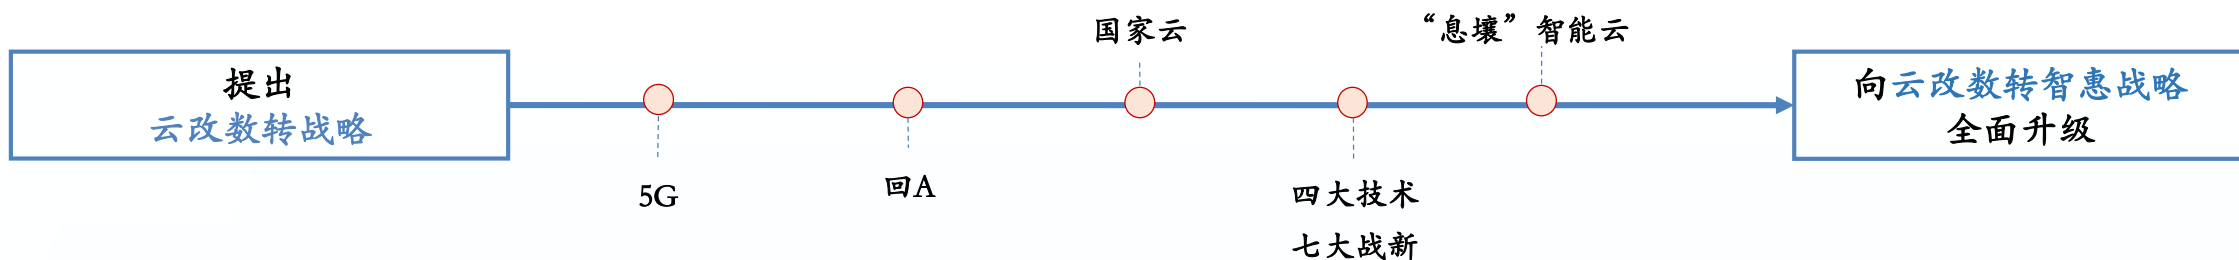 提出
云改数转战略
5G
回A
国家云
四大技术
七大战新
“息壤”智能云
向云改数转智惠战略
全面升级